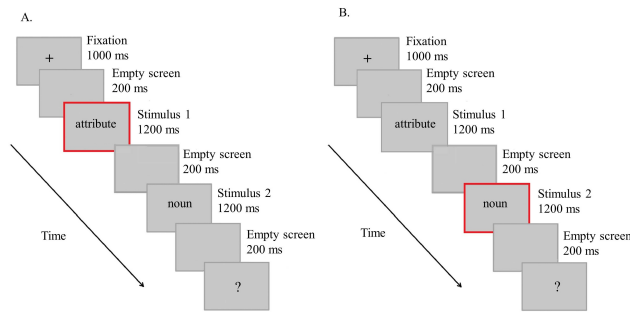 A.
+
Fixation
1000 ms
Empty screen
200 ms
attribute
Stimulus 1
1200 ms
Empty screen
200 ms
noun
Stimulus 2
1200 ms
Empty screen
200 ms
?
Time
B.
+
Fixation
1000 ms
Empty screen
200 ms
attribute
Stimulus 1
1200 ms
Empty screen
200 ms
noun
Stimulus 2
1200 ms
Empty screen
200 ms
?
Time